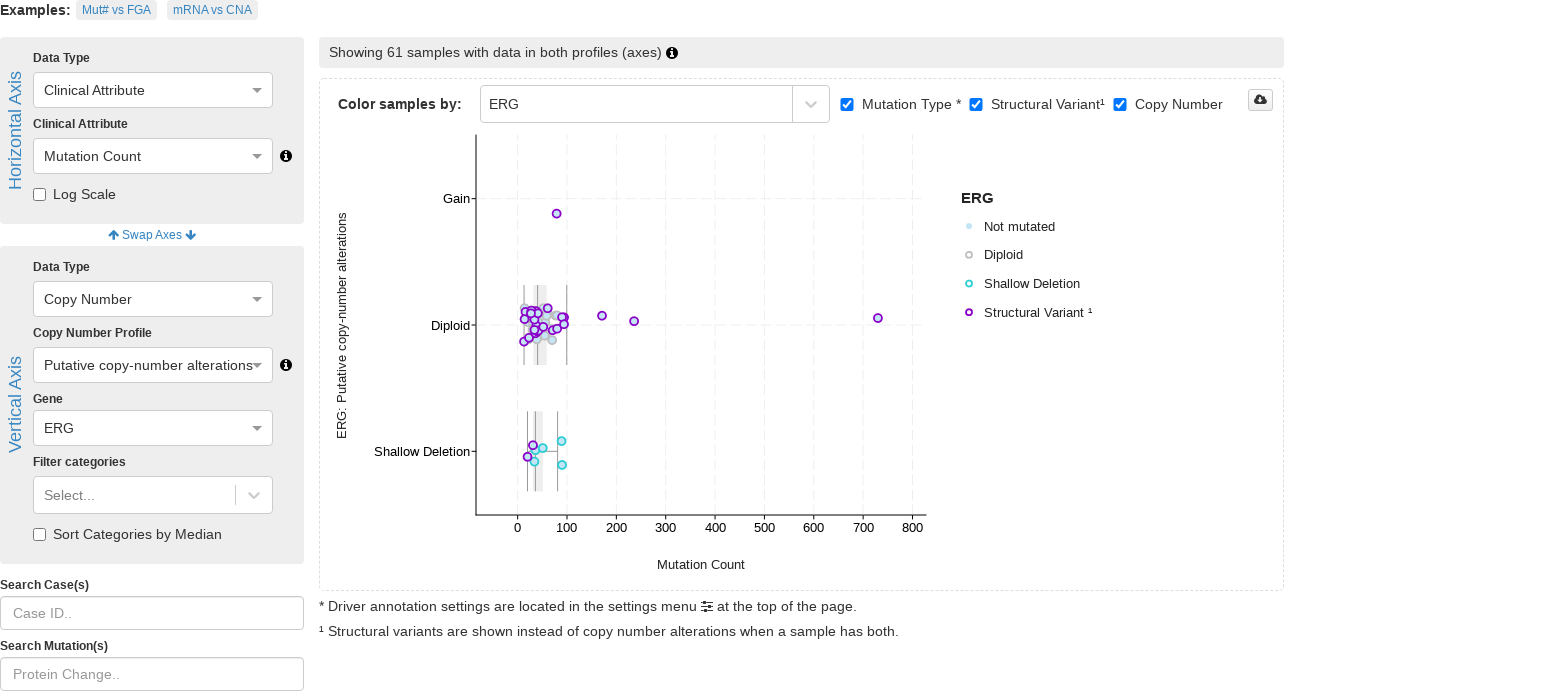 Examples: Mut# vs FGA mRNA vs CNA
Horizontal Axis
Data Type
Clinical Attribute
Clinical Attribute
Mutation Count
Log Scale
Swap Axes
Vertical Axis
Data Type
Copy Number
Copy Number Profile
Putative copy-number alterations
Gene
ERG
Filter categories
Select...
Sort Categories by Median
Search Case(s)
Case ID..
Search Mutation(s)
Protein Change..
Showing 61 samples with data in both profiles (axes)
Color samples by: ERG Mutation Type * Structural Variant¹ Copy Number
ERG: Putative copy-number alterations
Gain
Diploid
Shallow Deletion
0 100 200 300 400 500 600 700 800
Mutation Count
ERG
Not mutated
Diploid
Shallow Deletion
Structural Variant ¹
* Driver annotation settings are located in the settings menu at the top of the page.
¹ Structural variants are shown instead of copy number alterations when a sample has both.